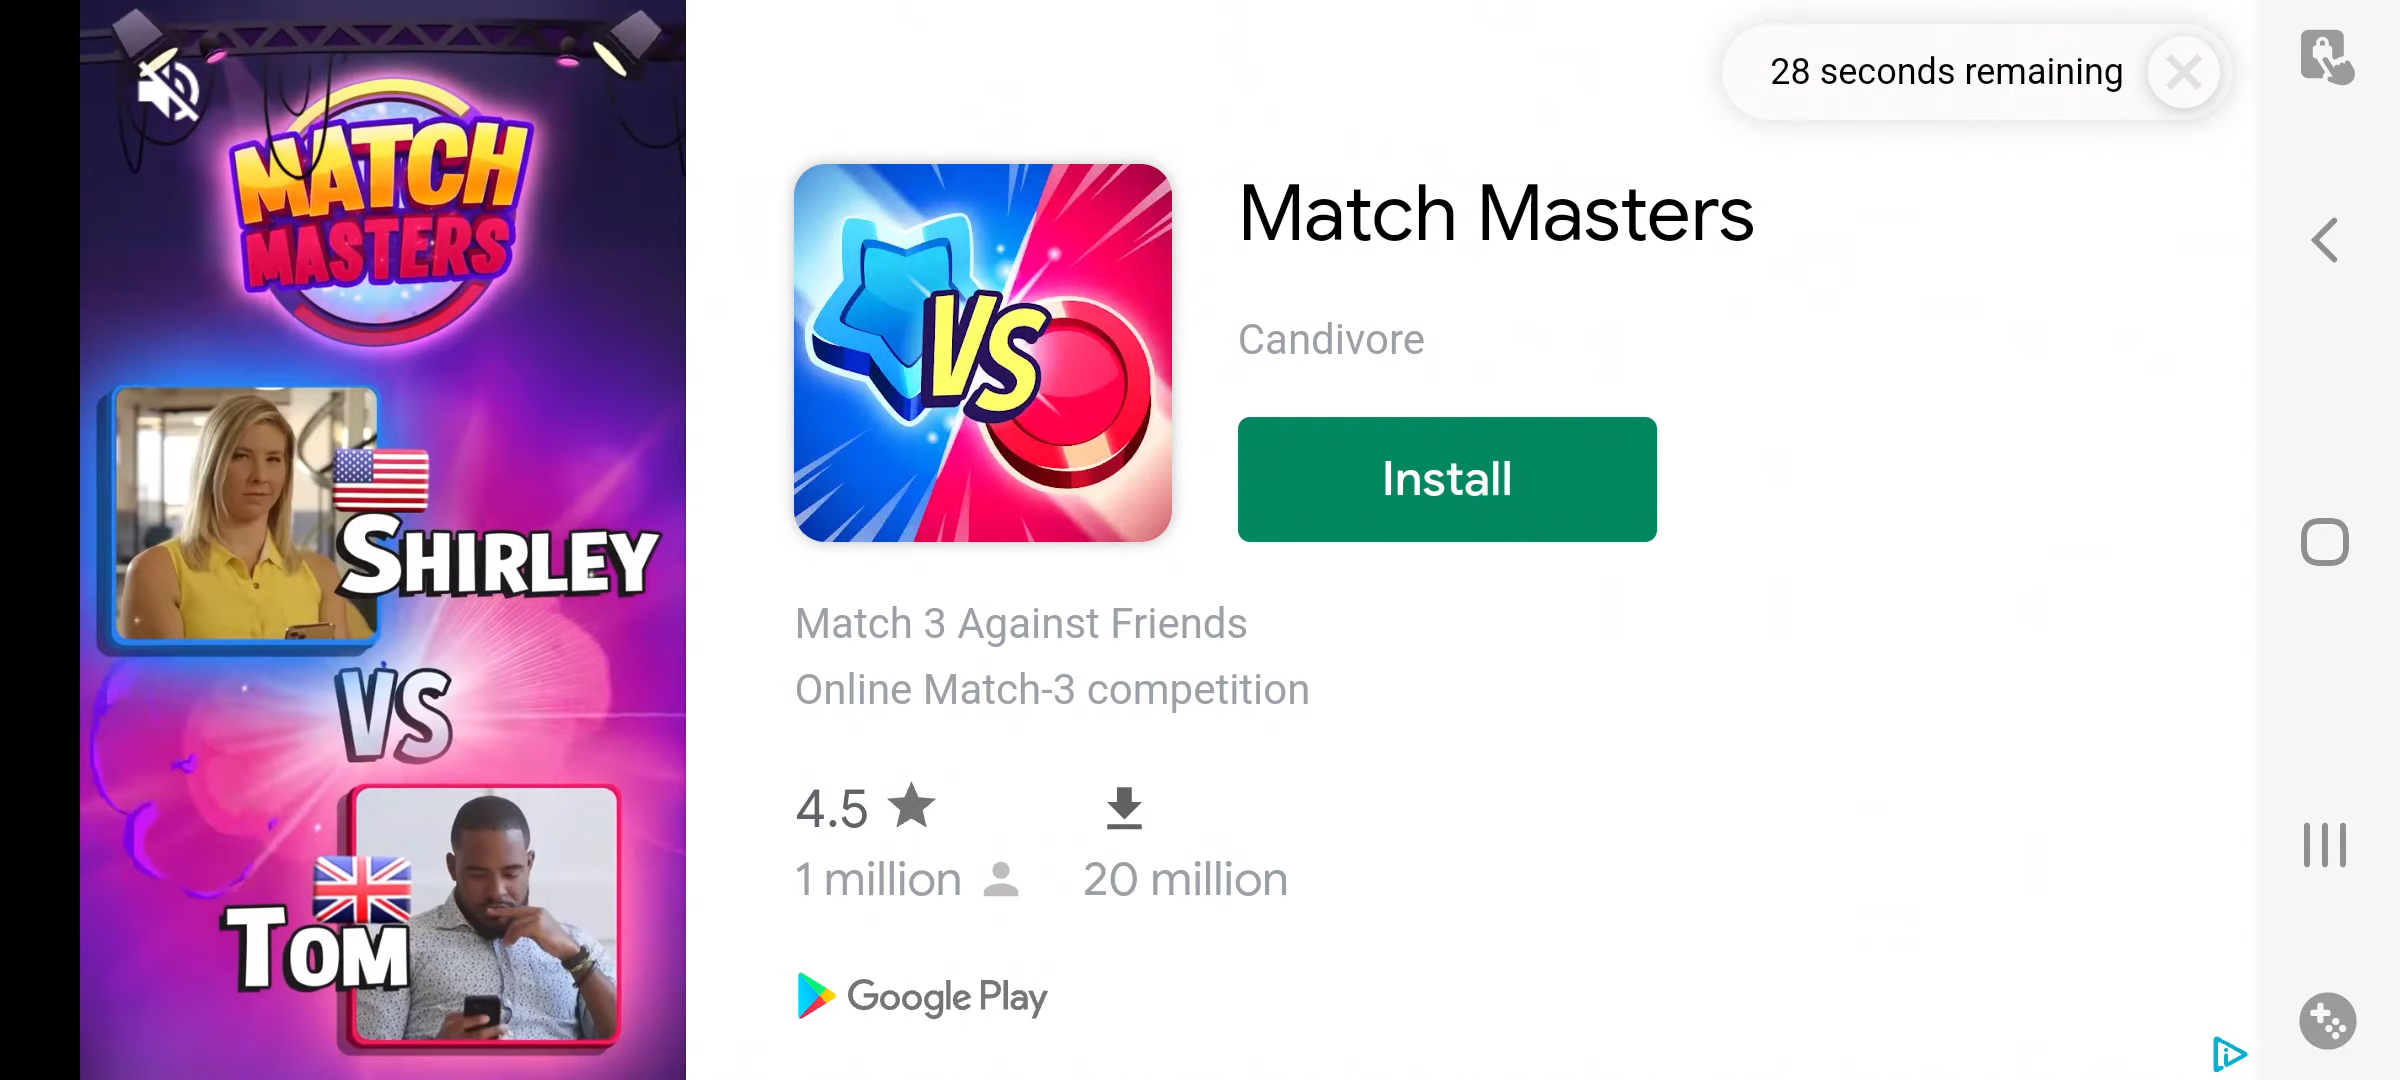 MATCH
MASTERS
SHIRLEY
VS
TOM
28 seconds remaining
VS
Match Masters
Candivore
Install
Match 3 Against Friends
Online Match-3 competition
4.5
1 million
20 million
Google Play